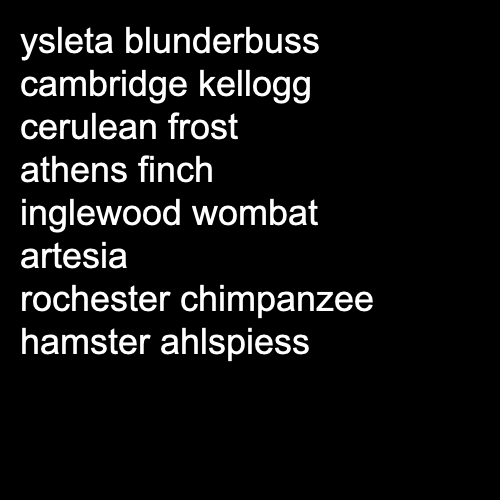 ysleta blunderbuss
cambridge kellogg
cerulean frost
athens finch
inglewood wombat
artesia
rochester chimpanzee
hamster ahlspiess